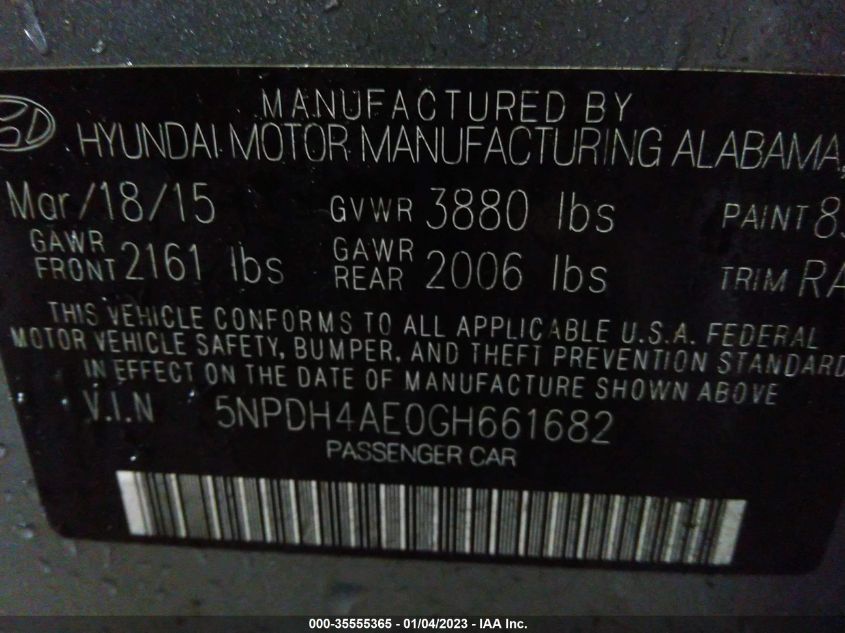 MANUFACTURED BY
HYUNDAI MOTOR MANUFACTURING ALABAMA,
Mar/18/15 GVWR 3880 lbs PAINT
GAWR FRONT 2161 lbs GAWR REAR 2006 lbs TRIM RA
THIS VEHICLE CONFORMS TO ALL APPLICABLE U.S.A. FEDERAL
MOTOR VEHICLE SAFETY, BUMPER, AND THEFT PREVENTION STANDARD
IN EFFECT ON THE DATE OF MANUFACTURE SHOWN ABOVE
V.I.N 5NPDH4AE0GH661682
PASSENGER CAR
000-35555365 - 01/04/2023 - IAA Inc.